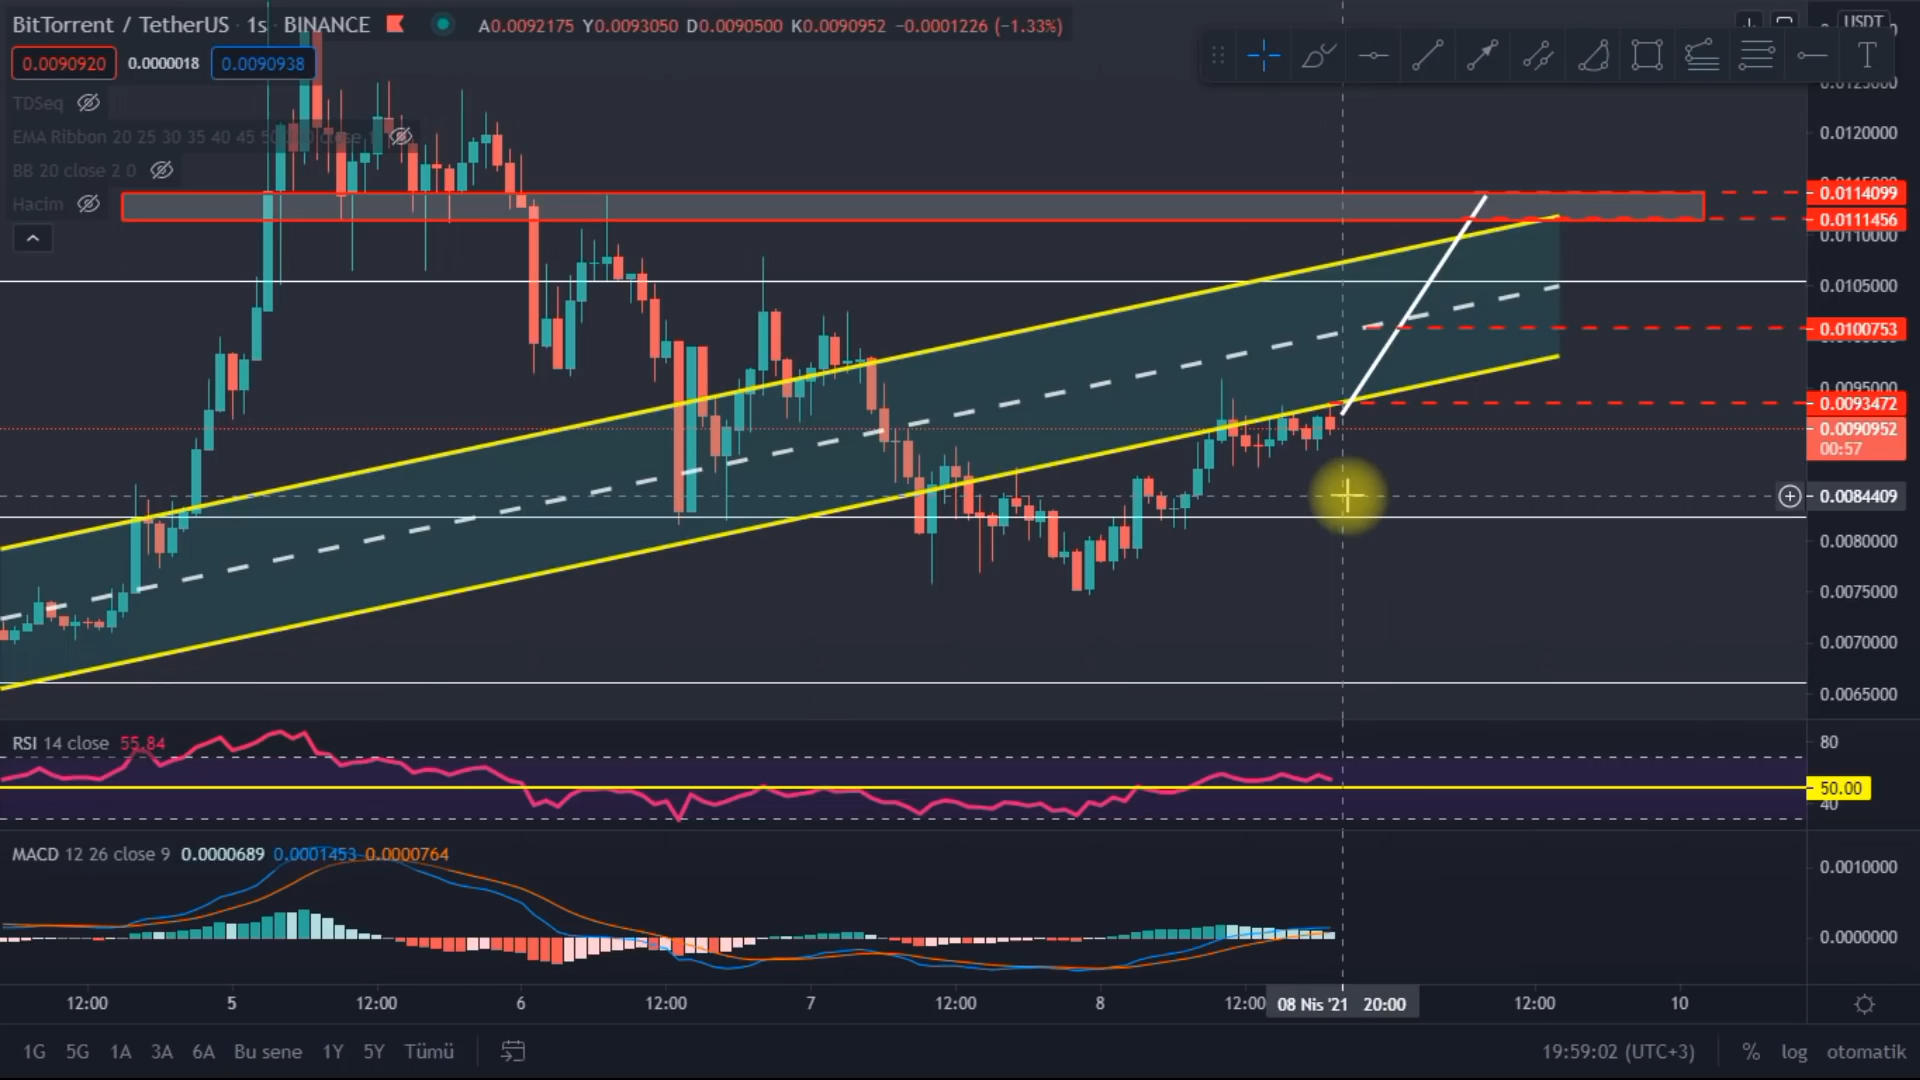 BitTorrent / TetherUS 1s BINANCE A0.0092175 Y0.0093050 D0.0090500 K0.0090952 −0.0001226 (−1.33%)
USDT
0.0090920 0.0000018 0.0090938
T
TDSeq
EMA Ribbon 20 25 30 35 40 45 50
BB 20 close 2 0
Hacim
0.0125000
0.0120000
0.0114099
0.0111456
0.0110000
0.0105000
0.0100753
0.0095000
0.0093472
0.0090952
00:57
0.0084409
0.0080000
0.0075000
0.0070000
0.0065000
RSI 14 close 55.84
80
50.00
40
MACD 12 26 close 9 0.0000689 0.0001453 0.0000764
0.0010000
0.0000000
12:00 5 12:00 6 12:00 7 12:00 8 12:00 08 Nis '21 20:00 12:00 10
1G 5G 1A 3A 6A Bu sene 1Y 5Y Tümü 19:59:02 (UTC+3) % log otomatik